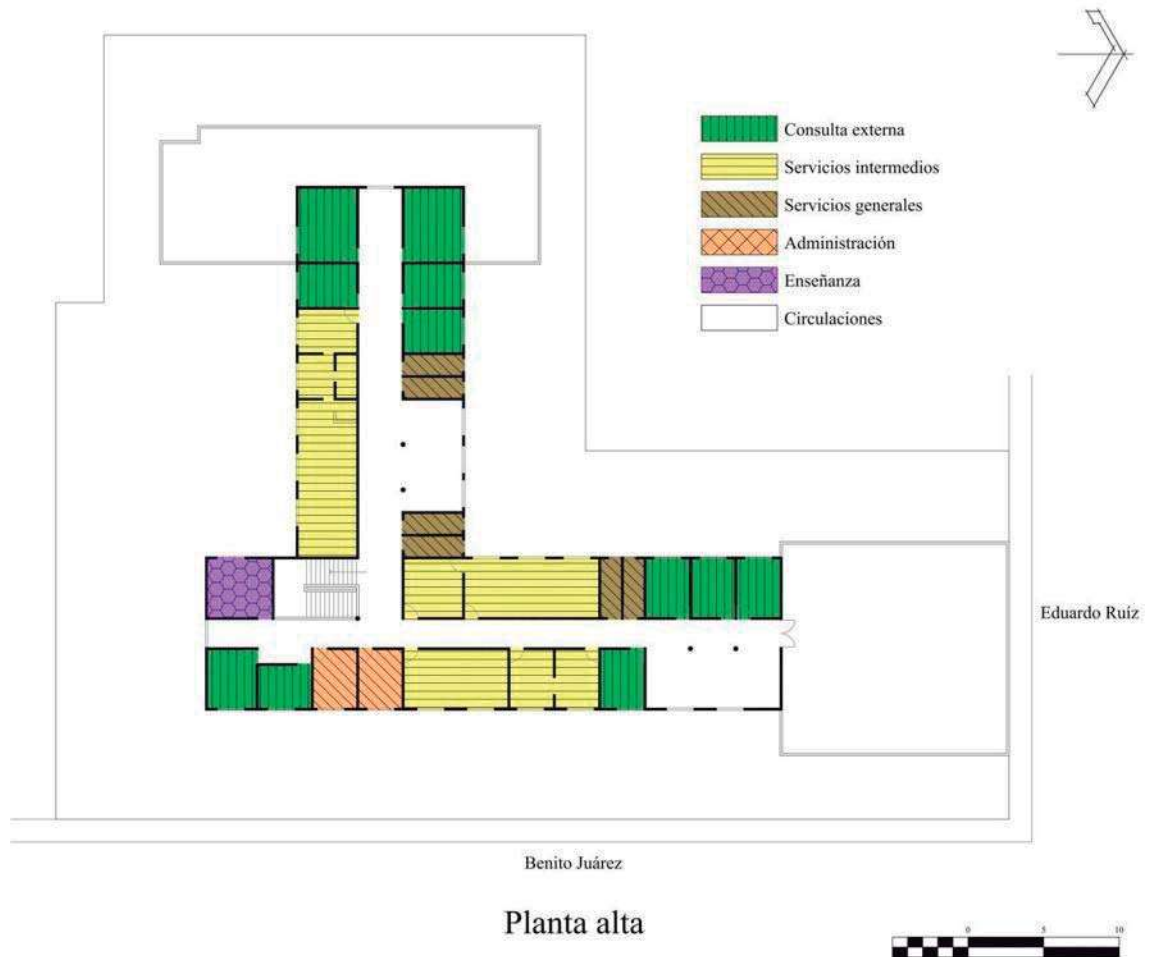 Consulta externa
Servicios intermedios
Servicios generales
Administración
Enseñanza
Circulaciones
Eduardo Ruíz
Benito Juárez
Planta alta
0 5 10